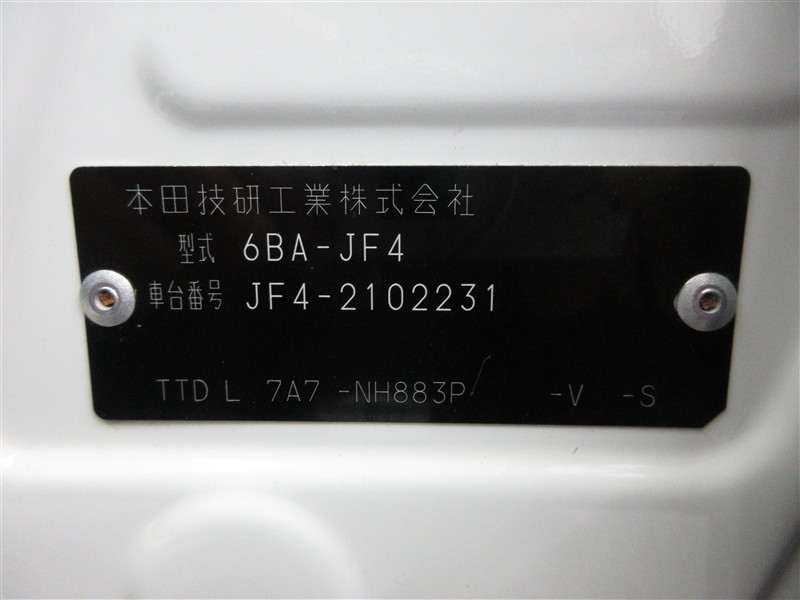 本田技研工業株式会社
型式 6BA-JF4
車台番号 JF4-2102231
TTD L 7A7 -NH883P -V -S